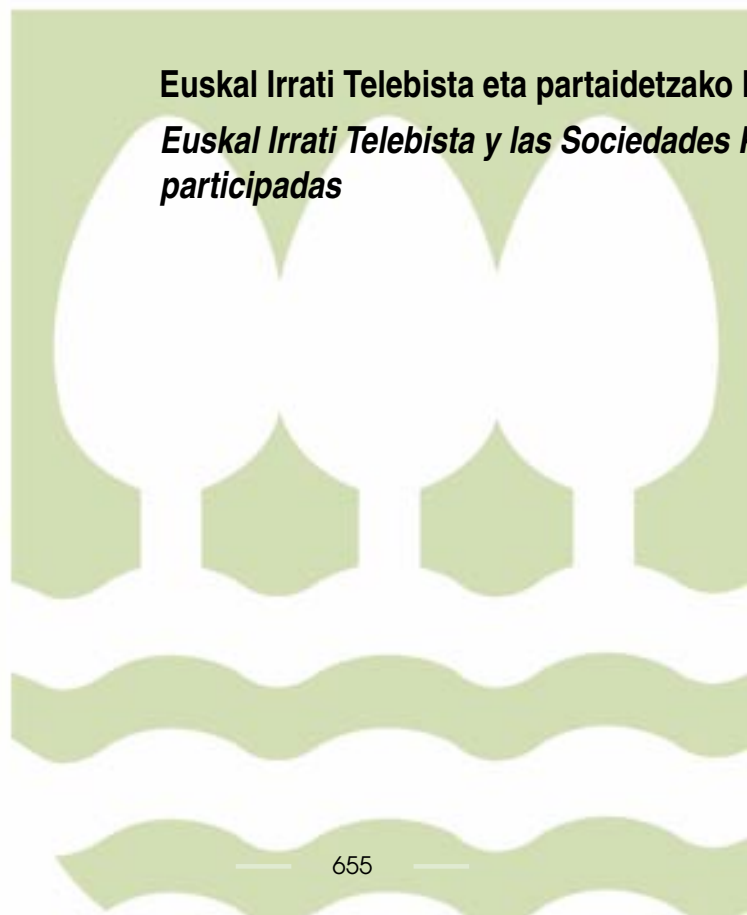 Euskal Irrati Telebista eta partaidetzako
Euskal Irrati Telebista y las Sociedades
participadas
655